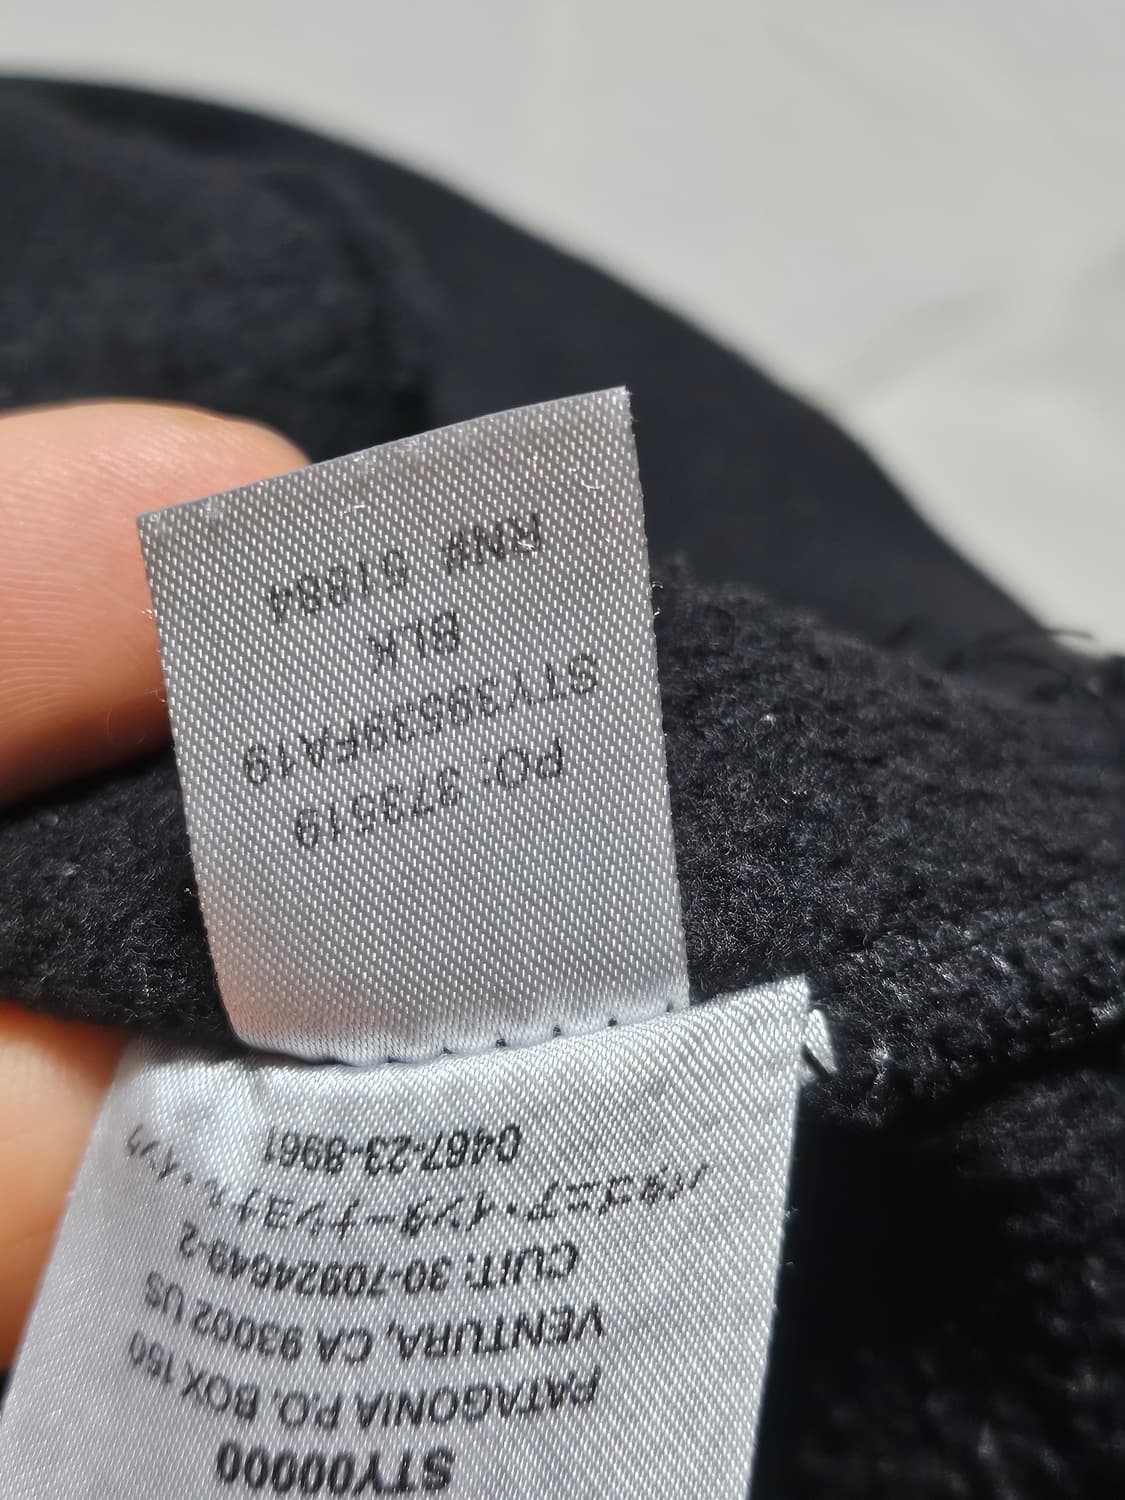 PO: 373519
STY39539FA19
BLK
RN# 51884
STY00000
PATAGONIA P.O. BOX 150
VENTURA, CA 93002 US
CUIT: 30-70924649-2
パタゴニア・インターナショナル・インク
0467-23-8961